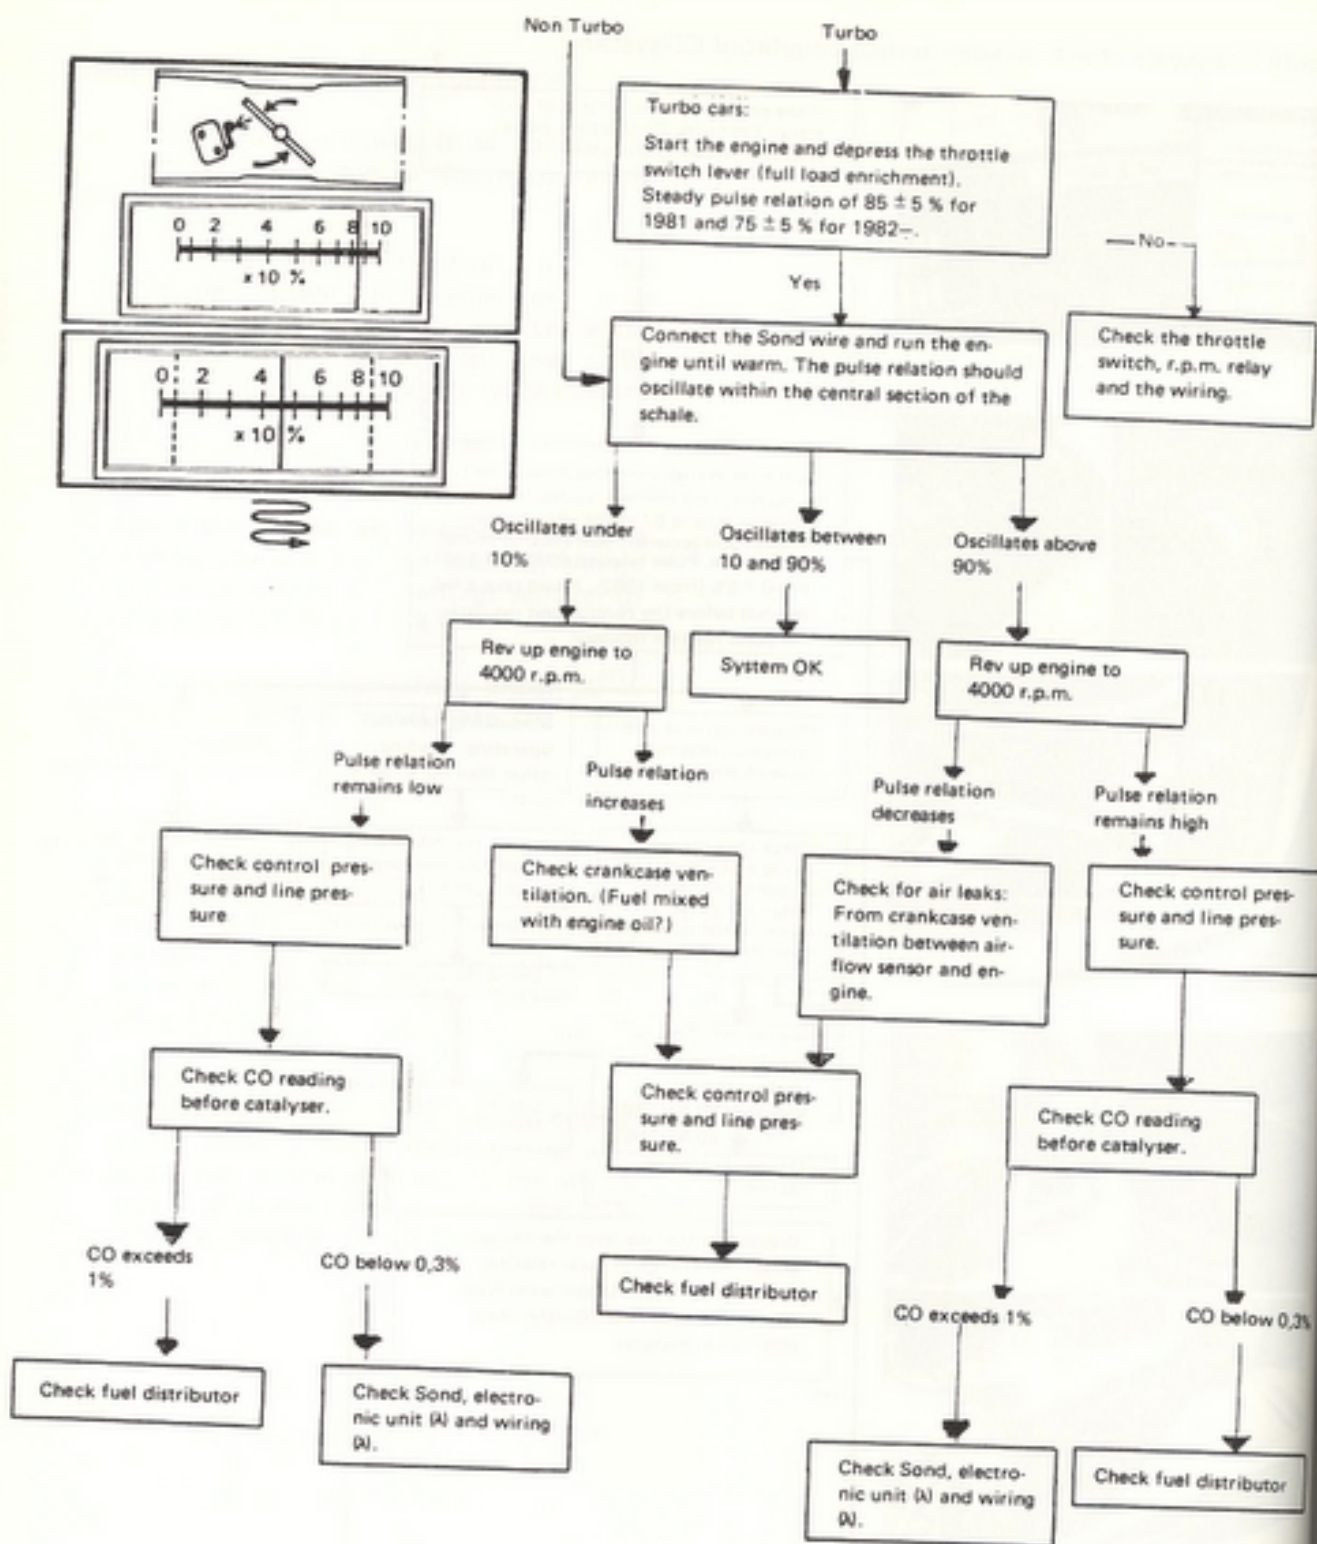 Non Turbo
Turbo
Turbo cars:
Start the engine and depress the throttle
switch lever (full load enrichment).
Steady pulse relation of 85 ± 5 % for
1981 and 75 ± 5 % for 1982–.
0 2 4 6 8 10
x 10 %
No
Yes
Connect the Sond wire and run the en-
gine until warm. The pulse relation should
oscillate within the central section of the
schale.
Check the throttle
switch, r.p.m. relay
and the wiring.
0 2 4 6 8 10
x 10 %
Oscillates under
10%
Oscillates between
10 and 90%
Oscillates above
90%
Rev up engine to
4000 r.p.m.
System OK
Rev up engine to
4000 r.p.m.
Pulse relation
remains low
Pulse relation
increases
Pulse relation
decreases
Pulse relation
remains high
Check control pres-
sure and line pres-
sure
Check crankcase ven-
tilation. (Fuel mixed
with engine oil?)
Check for air leaks:
From crankcase ven-
tilation between air-
flow sensor and en-
gine.
Check control pres-
sure and line pres-
sure.
Check CO reading
before catalyser.
Check control pres-
sure and line pres-
sure.
Check CO reading
before catalyser.
CO exceeds
1%
CO below 0,3%
Check fuel distributor
CO exceeds 1%
CO below 0,3%
Check fuel distributor
Check Sond, electro-
nic unit (λ) and wiring
(λ).
Check Sond, electro-
nic unit (λ) and wiring
(λ).
Check fuel distributor